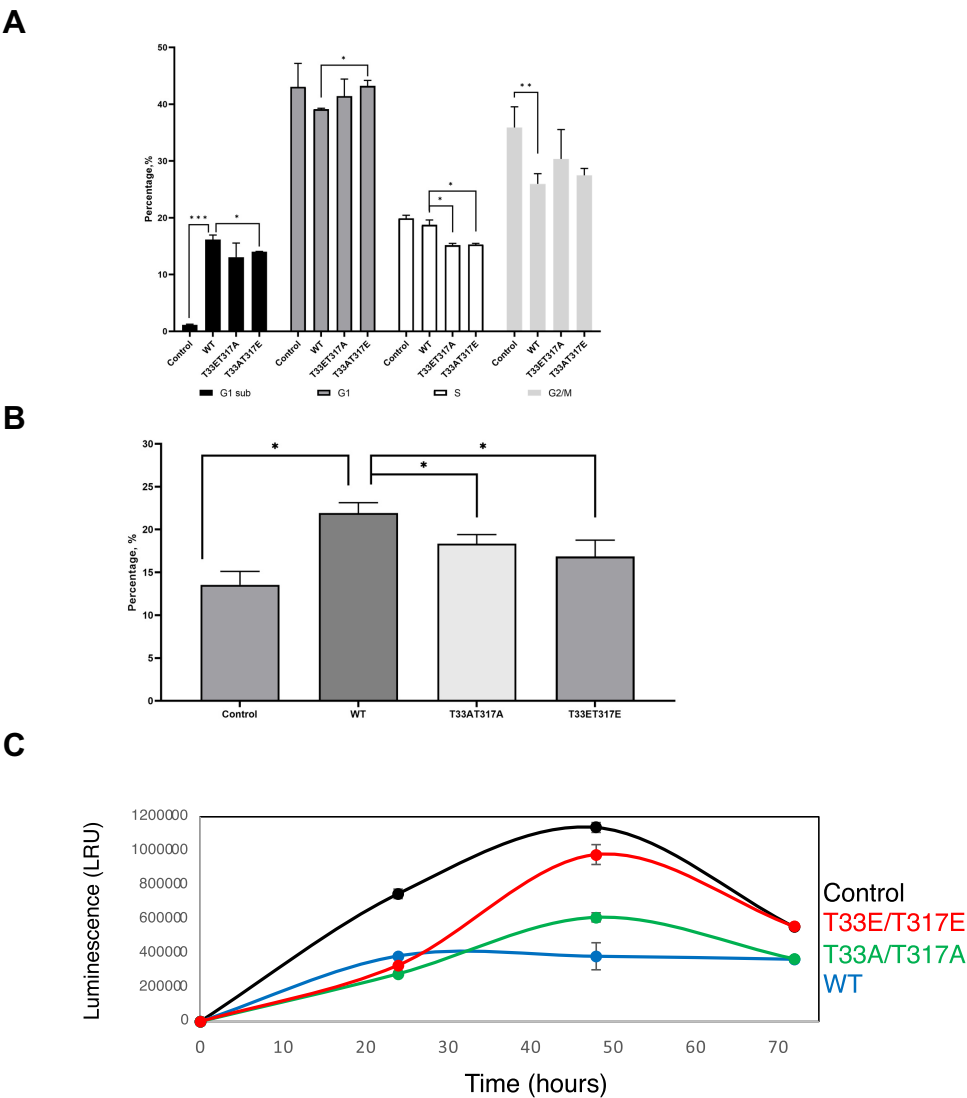 A
Percentage,%
50
40
30
20
10
0
*** * * * * **
Control WT T33ET317A T33AT317E Control WT T33ET317A T33AT317E Control WT T33ET317A T33AT317E Control WT T33ET317A T33AT317E
G1 sub G1 S G2/M
B
Percentage, %
30
25
20
15
10
5
0
* * *
Control WT T33AT317A T33ET317E
C
Luminescence (LRU)
1200000
1000000
800000
600000
400000
200000
0
Control
T33E/T317E
T33A/T317A
WT
0 10 20 30 40 50 60 70
Time (hours)